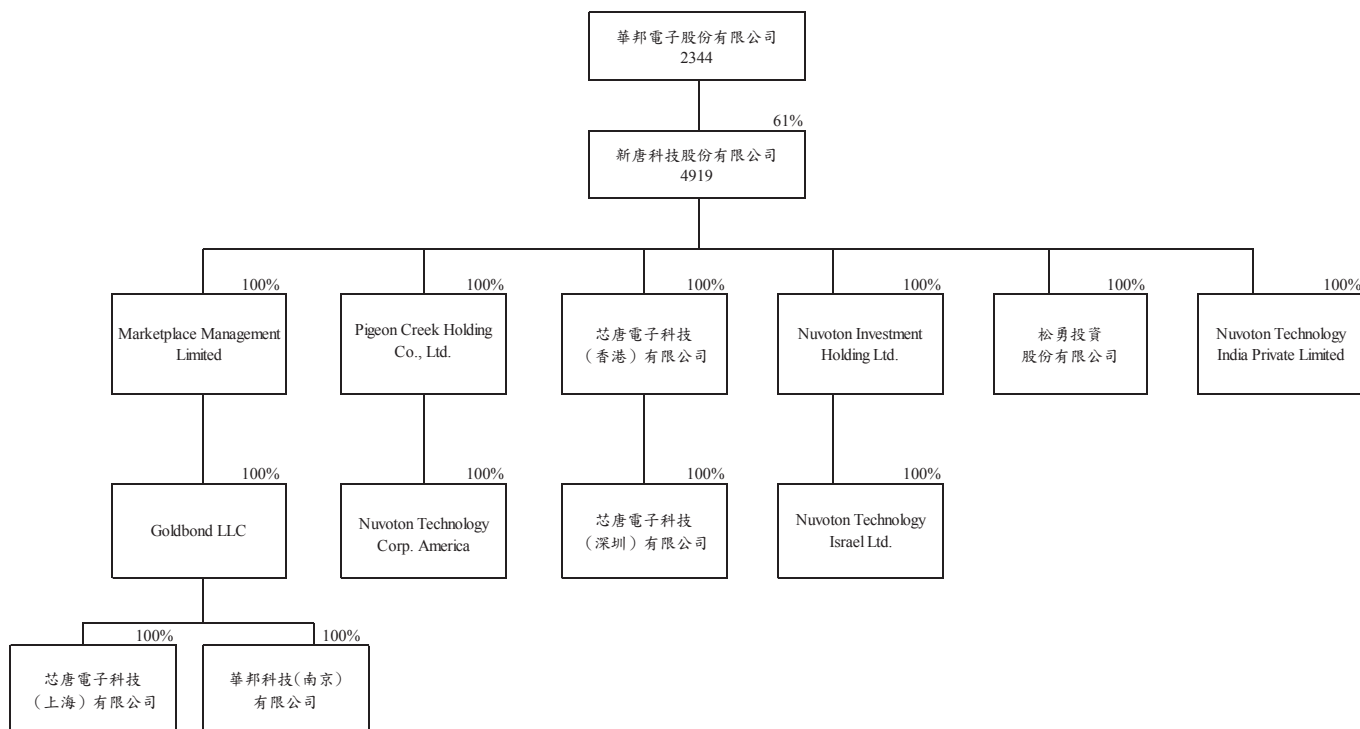 華邦電子股份有限公司
2344
61%
新唐科技股份有限公司
4919
100%
100%
100%
100%
100%
100%
Marketplace Management
Limited
Pigeon Creek Holding
Co., Ltd.
芯唐電子科技
（香港）有限公司
Nuvoton Investment
Holding Ltd.
松勇投資
股份有限公司
Nuvoton Technology
India Private Limited
100%
100%
100%
100%
Goldbond LLC
Nuvoton Technology
Corp. America
芯唐電子科技
（深圳）有限公司
Nuvoton Technology
Israel Ltd.
100%
100%
芯唐電子科技
（上海）有限公司
華邦科技(南京)
有限公司